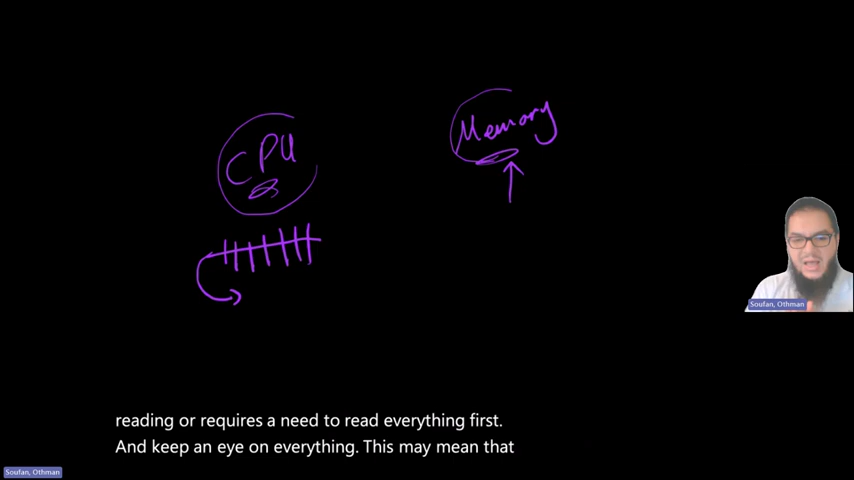 CPU
Memory
Soufan, Othman
reading or requires a need to read everything first.
And keep an eye on everything. This may mean that
Soufan, Othman